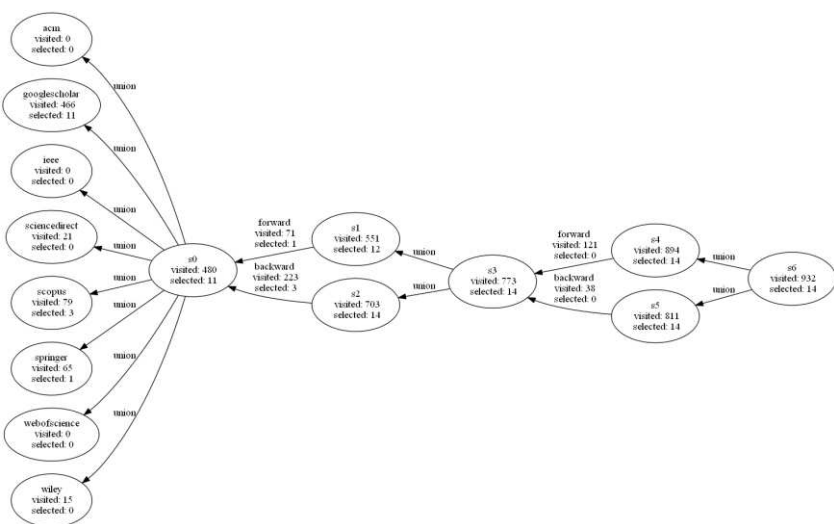 acm
visited: 0
selected: 0
googlescholar
visited: 466
selected: 11
ieee
visited: 0
selected: 0
sciencedirect
visited: 21
selected: 0
scopus
visited: 79
selected: 3
springer
visited: 65
selected: 1
webofscience
visited: 0
selected: 0
wiley
visited: 15
selected: 0
union
union
union
union
union
union
union
union
s0
visited: 480
selected: 11
forward
visited: 71
selected: 1
backward
visited: 223
selected: 3
s1
visited: 551
selected: 12
s2
visited: 703
selected: 14
union
union
s3
visited: 773
selected: 14
forward
visited: 121
selected: 0
backward
visited: 38
selected: 0
s4
visited: 894
selected: 14
s5
visited: 811
selected: 14
union
union
s6
visited: 932
selected: 14